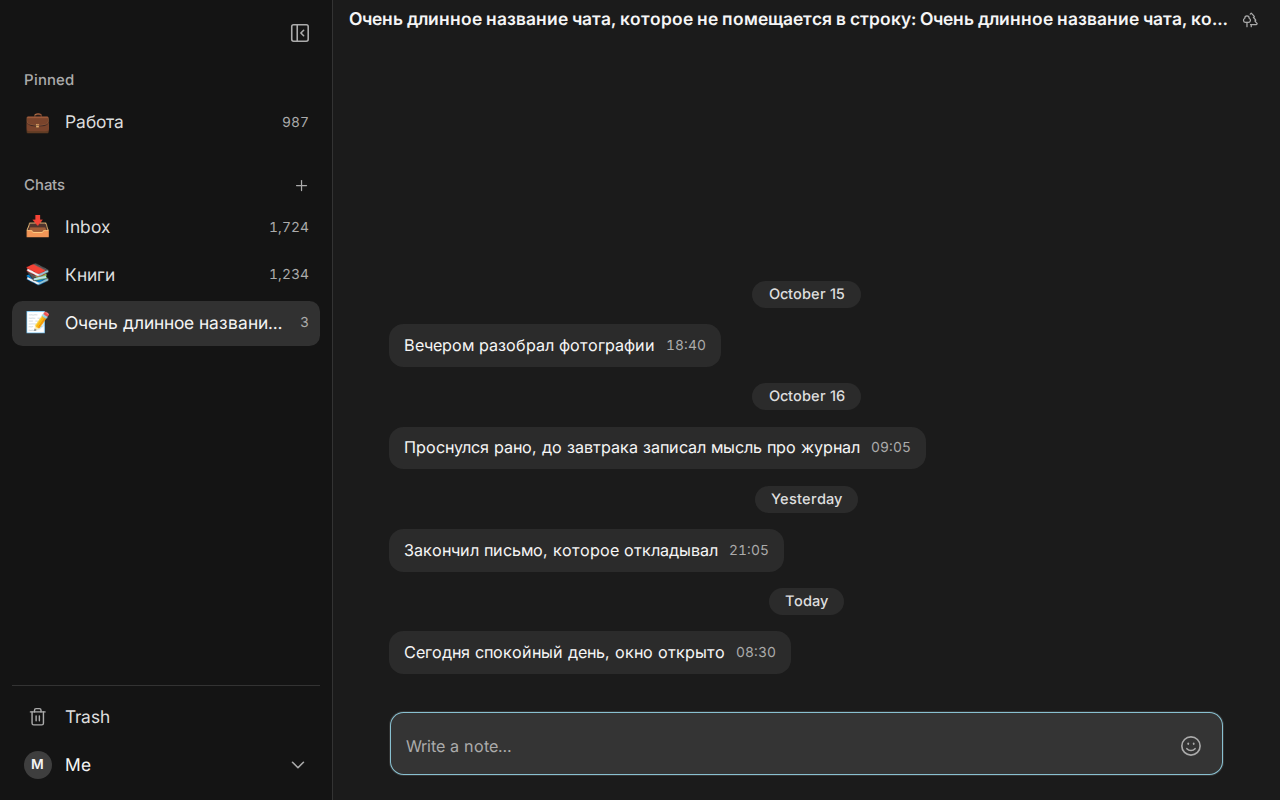 Pinned
Работа 987
Chats
Inbox 1,724
Книги 1,234
Очень длинное названи... 3
Trash
M Me
Очень длинное название чата, которое не помещается в строку: Очень длинное название чата, ко...
October 15
Вечером разобрал фотографии 18:40
October 16
Проснулся рано, до завтрака записал мысль про журнал 09:05
Yesterday
Закончил письмо, которое откладывал 21:05
Today
Сегодня спокойный день, окно открыто 08:30
Write a note...